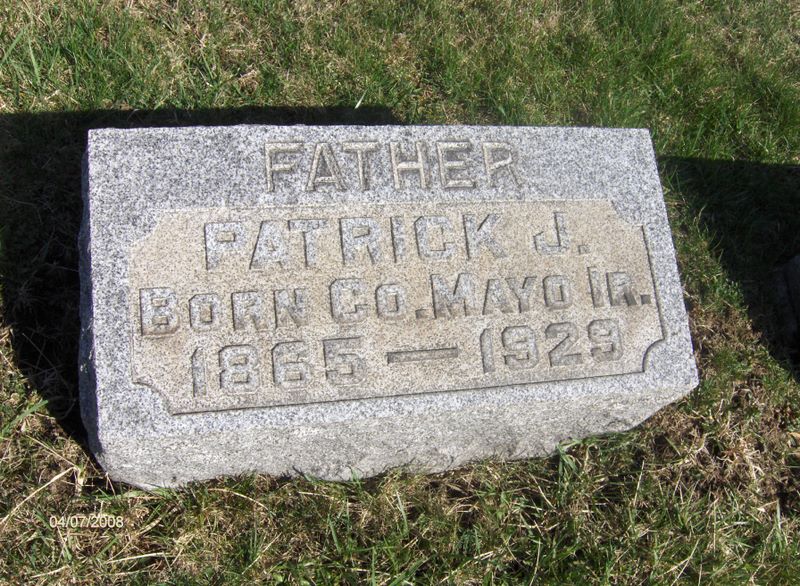 FATHER
PATRICK J.
BORN CO. MAYO IR.
1865 — 1929
04/07/2008